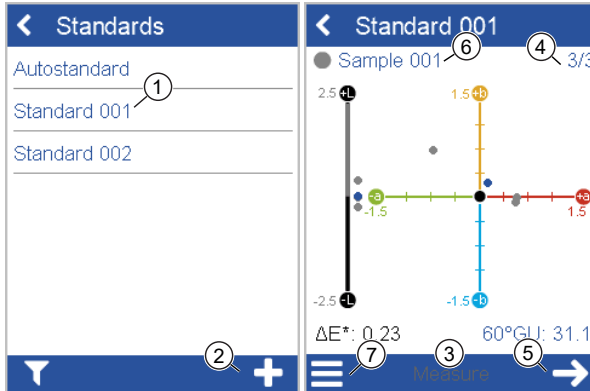 Standards
Autostandard
Standard 001
Standard 002
1
2
Standard 001
Sample 001
6
4
3/3
2.5
+L
1.5
+b
-a
-1.5
+a
1.5
-2.5
-L
-1.5
-b
ΔE*: 0.23
60°GU: 31.1
7
3
5
Measure